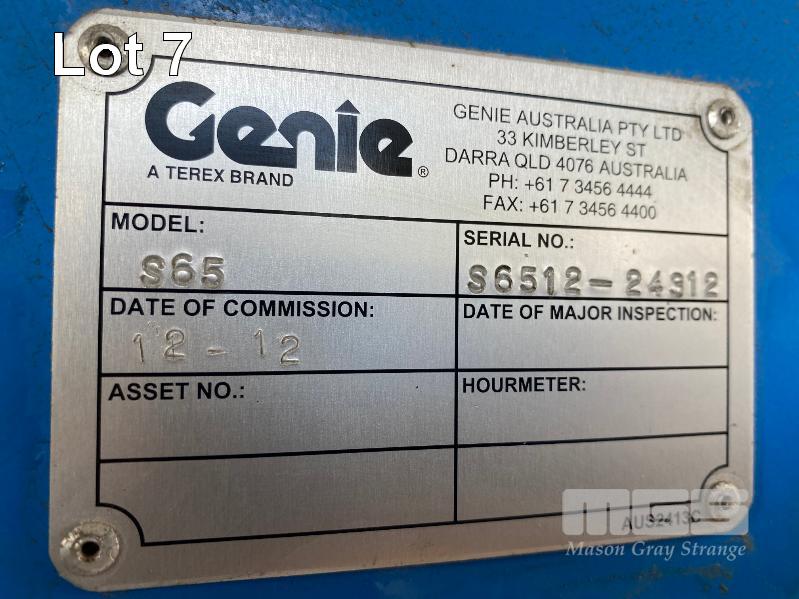 Lot 7
Genie®
A TEREX BRAND
GENIE AUSTRALIA PTY LTD
33 KIMBERLEY ST
DARRA QLD 4076 AUSTRALIA
PH: +61 7 3456 4444
FAX: +61 7 3456 4400
MODEL:
S65
SERIAL NO.:
S6512-24312
DATE OF COMMISSION:
12-12
DATE OF MAJOR INSPECTION:
ASSET NO.:
HOURMETER:
AUS2413C
MGS
Mason Gray Strange